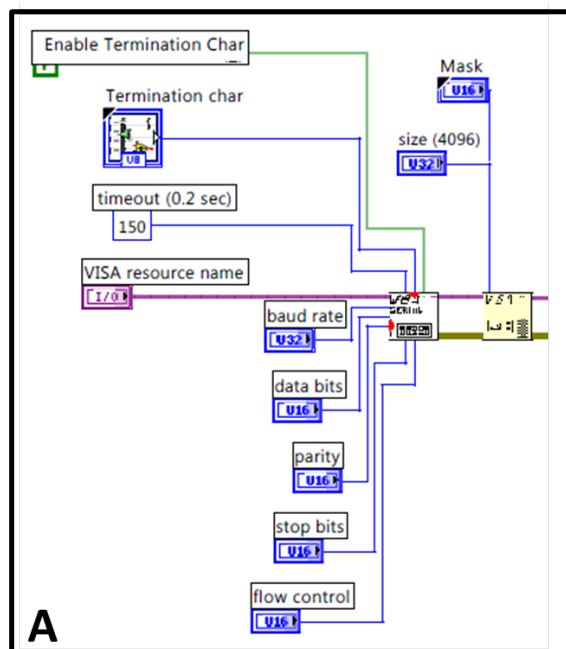 Enable Termination Char
Mask
U16
Termination char
U8
size (4096)
U32
timeout (0.2 sec)
150
VISA resource name
I/O
baud rate
U32
data bits
U16
parity
U16
stop bits
U16
flow control
U16
A